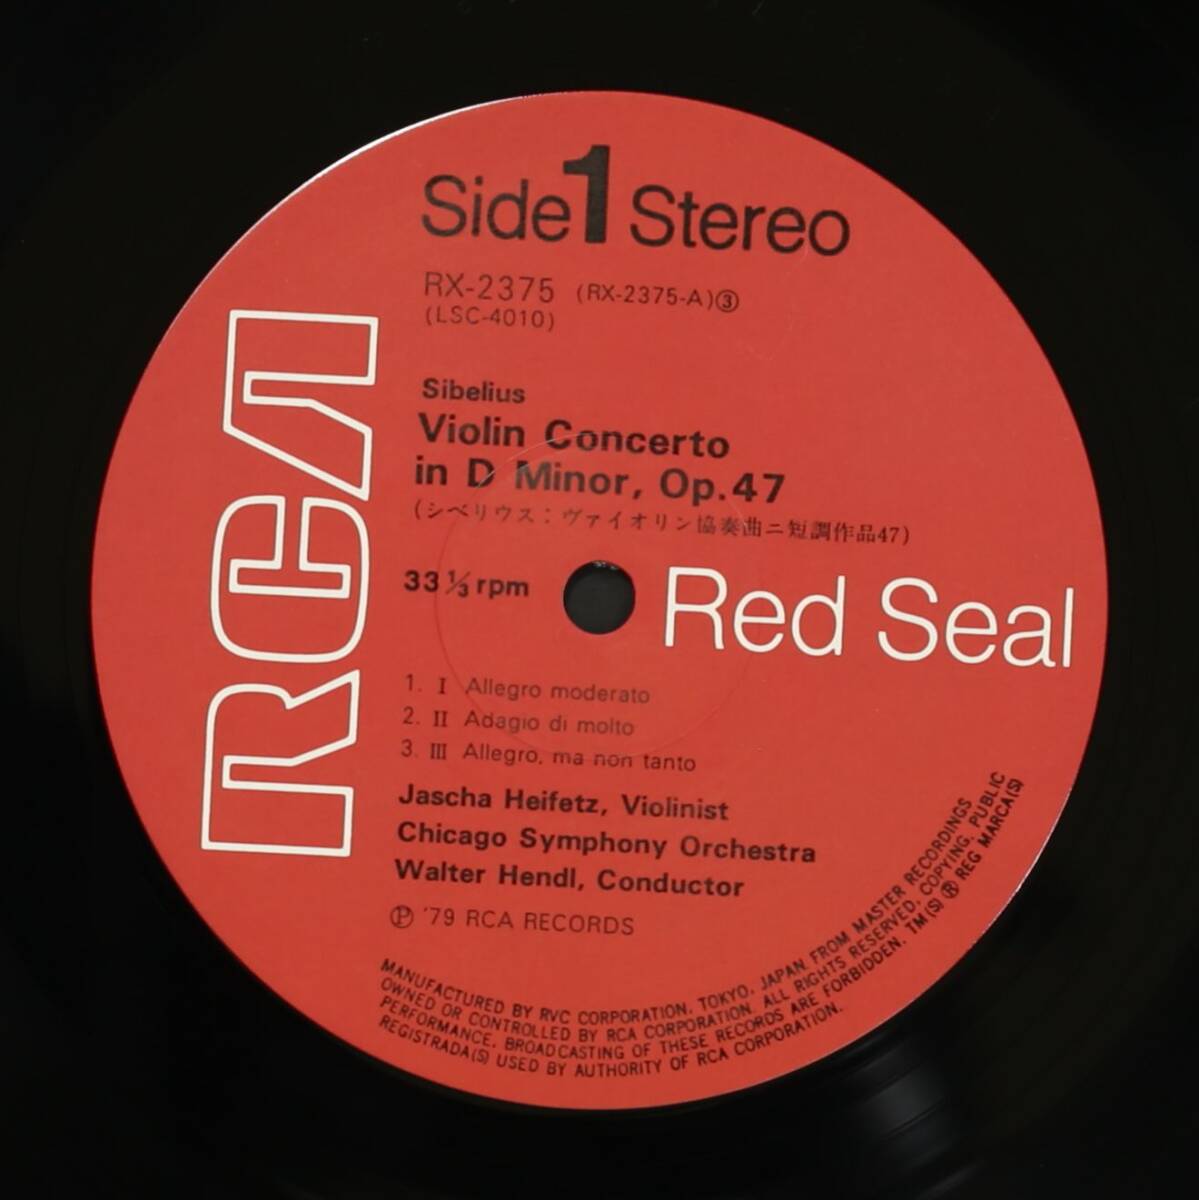 Side 1 Stereo
RX-2375 (RX-2375-A)③
(LSC-4010)
Sibelius
Violin Concerto
in D Minor, Op.47
(シベリウス：ヴァイオリン協奏曲ニ短調作品47)
33 1/3 rpm
Red Seal
RCA
1. I Allegro moderato
2. II Adagio di molto
3. III Allegro, ma non tanto
Jascha Heifetz, Violinist
Chicago Symphony Orchestra
Walter Hendl, Conductor
℗ '79 RCA RECORDS
MANUFACTURED BY RVC CORPORATION, TOKYO, JAPAN FROM MASTER RECORDINGS
OWNED OR CONTROLLED BY RCA CORPORATION. ALL RIGHTS RESERVED. COPYING, PUBLIC
PERFORMANCE, BROADCASTING OF THESE RECORDS ARE FORBIDDEN. TM(S) ® REG MARCA(S)
REGISTRADA(S) USED BY AUTHORITY OF RCA CORPORATION.